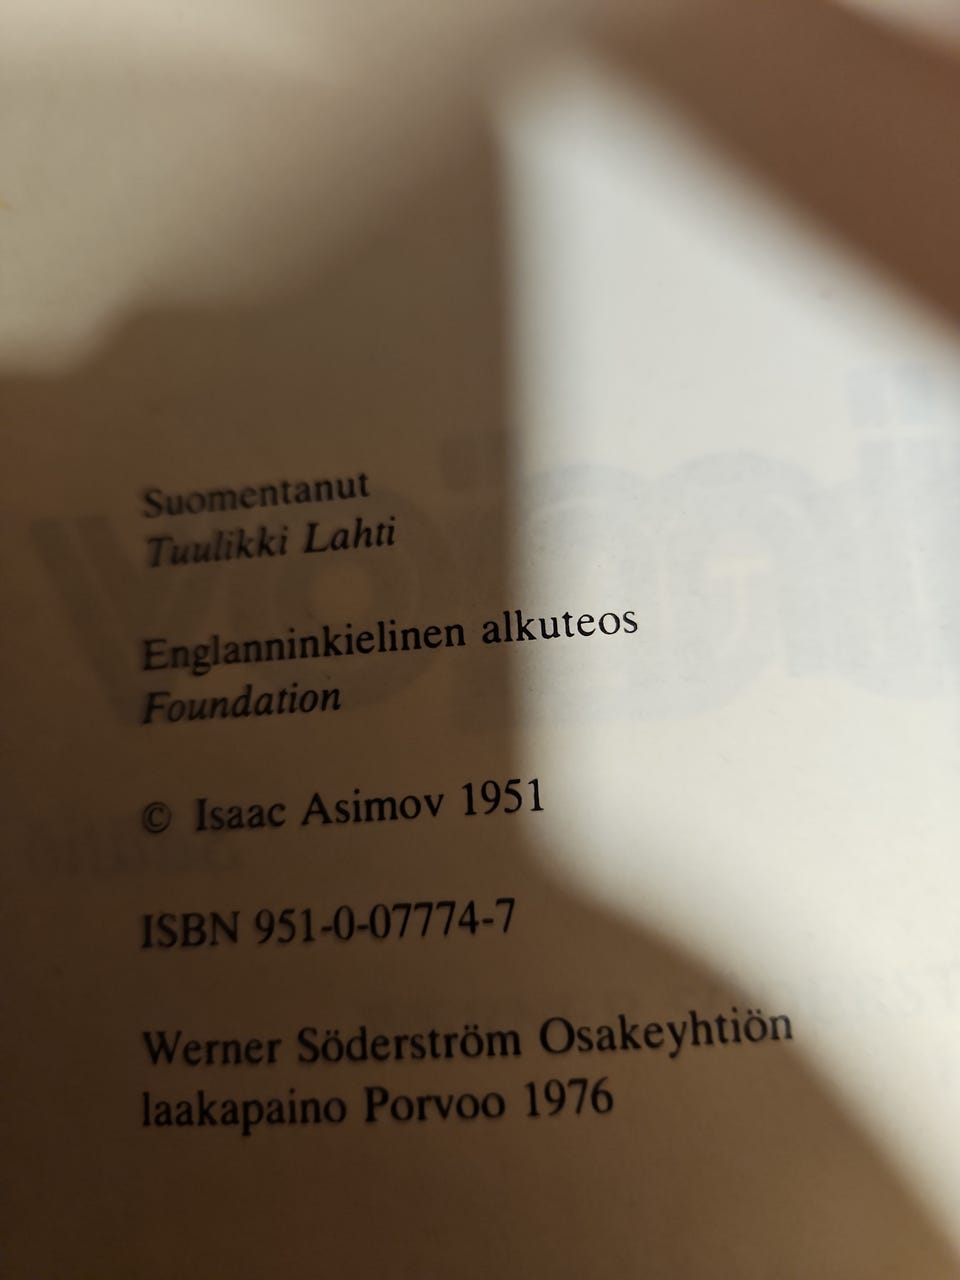 Suomentanut
Tuulikki Lahti
Englanninkielinen alkuteos
Foundation
© Isaac Asimov 1951
ISBN 951-0-07774-7
Werner Söderström Osakeyhtiön
laakapaino Porvoo 1976